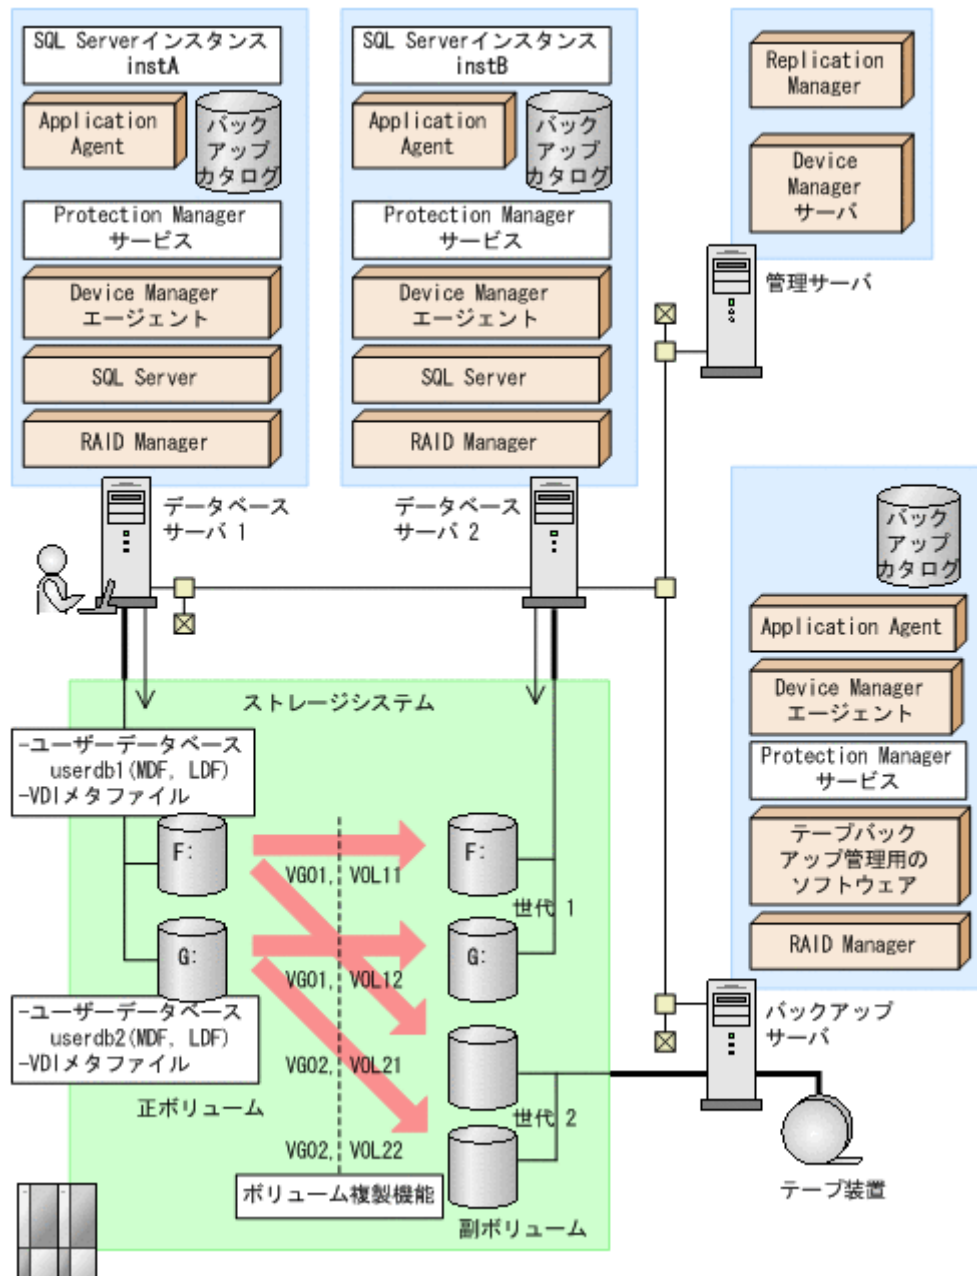 SQL Serverインスタンス
instA
Application
Agent
バック
アップ
カタログ
Protection Manager
サービス
Device Manager
エージェント
SQL Server
RAID Manager
データベース
サーバ 1
SQL Serverインスタンス
instB
Application
Agent
バック
アップ
カタログ
Protection Manager
サービス
Device Manager
エージェント
SQL Server
RAID Manager
データベース
サーバ 2
Replication
Manager
Device
Manager
サーバ
管理サーバ
バック
アップ
カタログ
Application Agent
Device Manager
エージェント
Protection Manager
サービス
テープバック
アップ管理用の
ソフトウェア
RAID Manager
バックアップ
サーバ
テープ装置
ストレージシステム
-ユーザーデータベース
userdb1(MDF, LDF)
-VDIメタファイル
F:
G:
-ユーザーデータベース
userdb2(MDF, LDF)
-VDIメタファイル
正ボリューム
VG01, VOL11
VG01, VOL12
VG02, VOL21
VG02, VOL22
ボリューム複製機能
F:
世代 1
G:
世代 2
副ボリューム